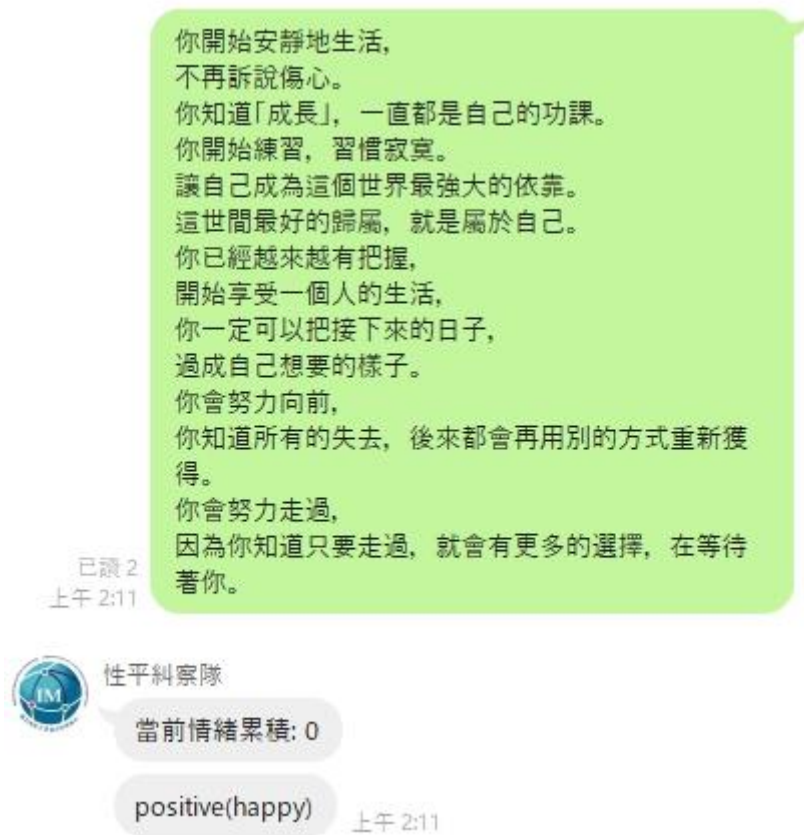 你開始安靜地生活,
不再訴說傷心。
你知道「成長」, 一直都是自己的功課。
你開始練習, 習慣寂寞。
讓自己成為這個世界最強大的依靠。
這世間最好的歸屬, 就是屬於自己。
你已經越來越有把握,
開始享受一個人的生活,
你一定可以把接下來的日子,
過成自己想要的樣子。
你會努力向前,
你知道所有的失去, 後來都會再用別的方式重新獲
得。
你會努力走過,
因為你知道只要走過, 就會有更多的選擇, 在等待
著你。
已讀 2
上午 2:11
性平糾察隊
IM
當前情緒累積: 0
positive(happy)
上午 2:11